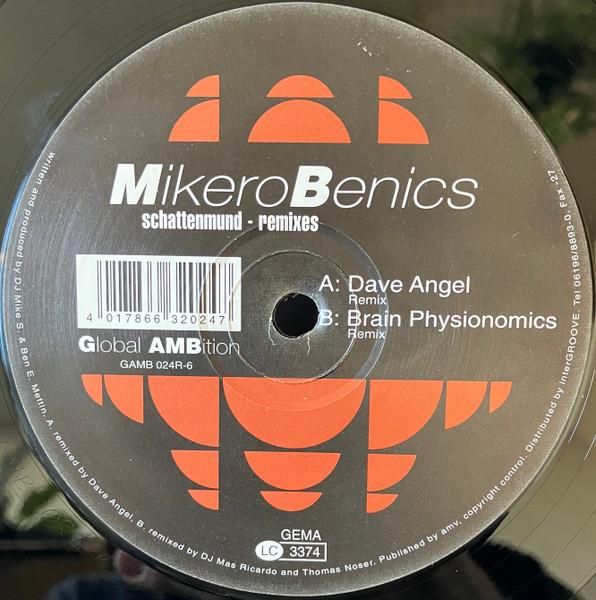 MikeroBenics
schattenmund - remixes
4 017866 320247
Global AMBition
GAMB 024R-6
A: Dave Angel
Remix
B: Brain Physionomics
Remix
GEMA
LC 3374
written and produced by DJ Mike S. & Ben E. Mettin. A. remixed by Dave Angel, B. remixed by DJ Mas Ricardo and Thomas Noser. Published by amv, copyright control. Distributed by InterGROOVE. Tel 06196/8893-0. Fax -27